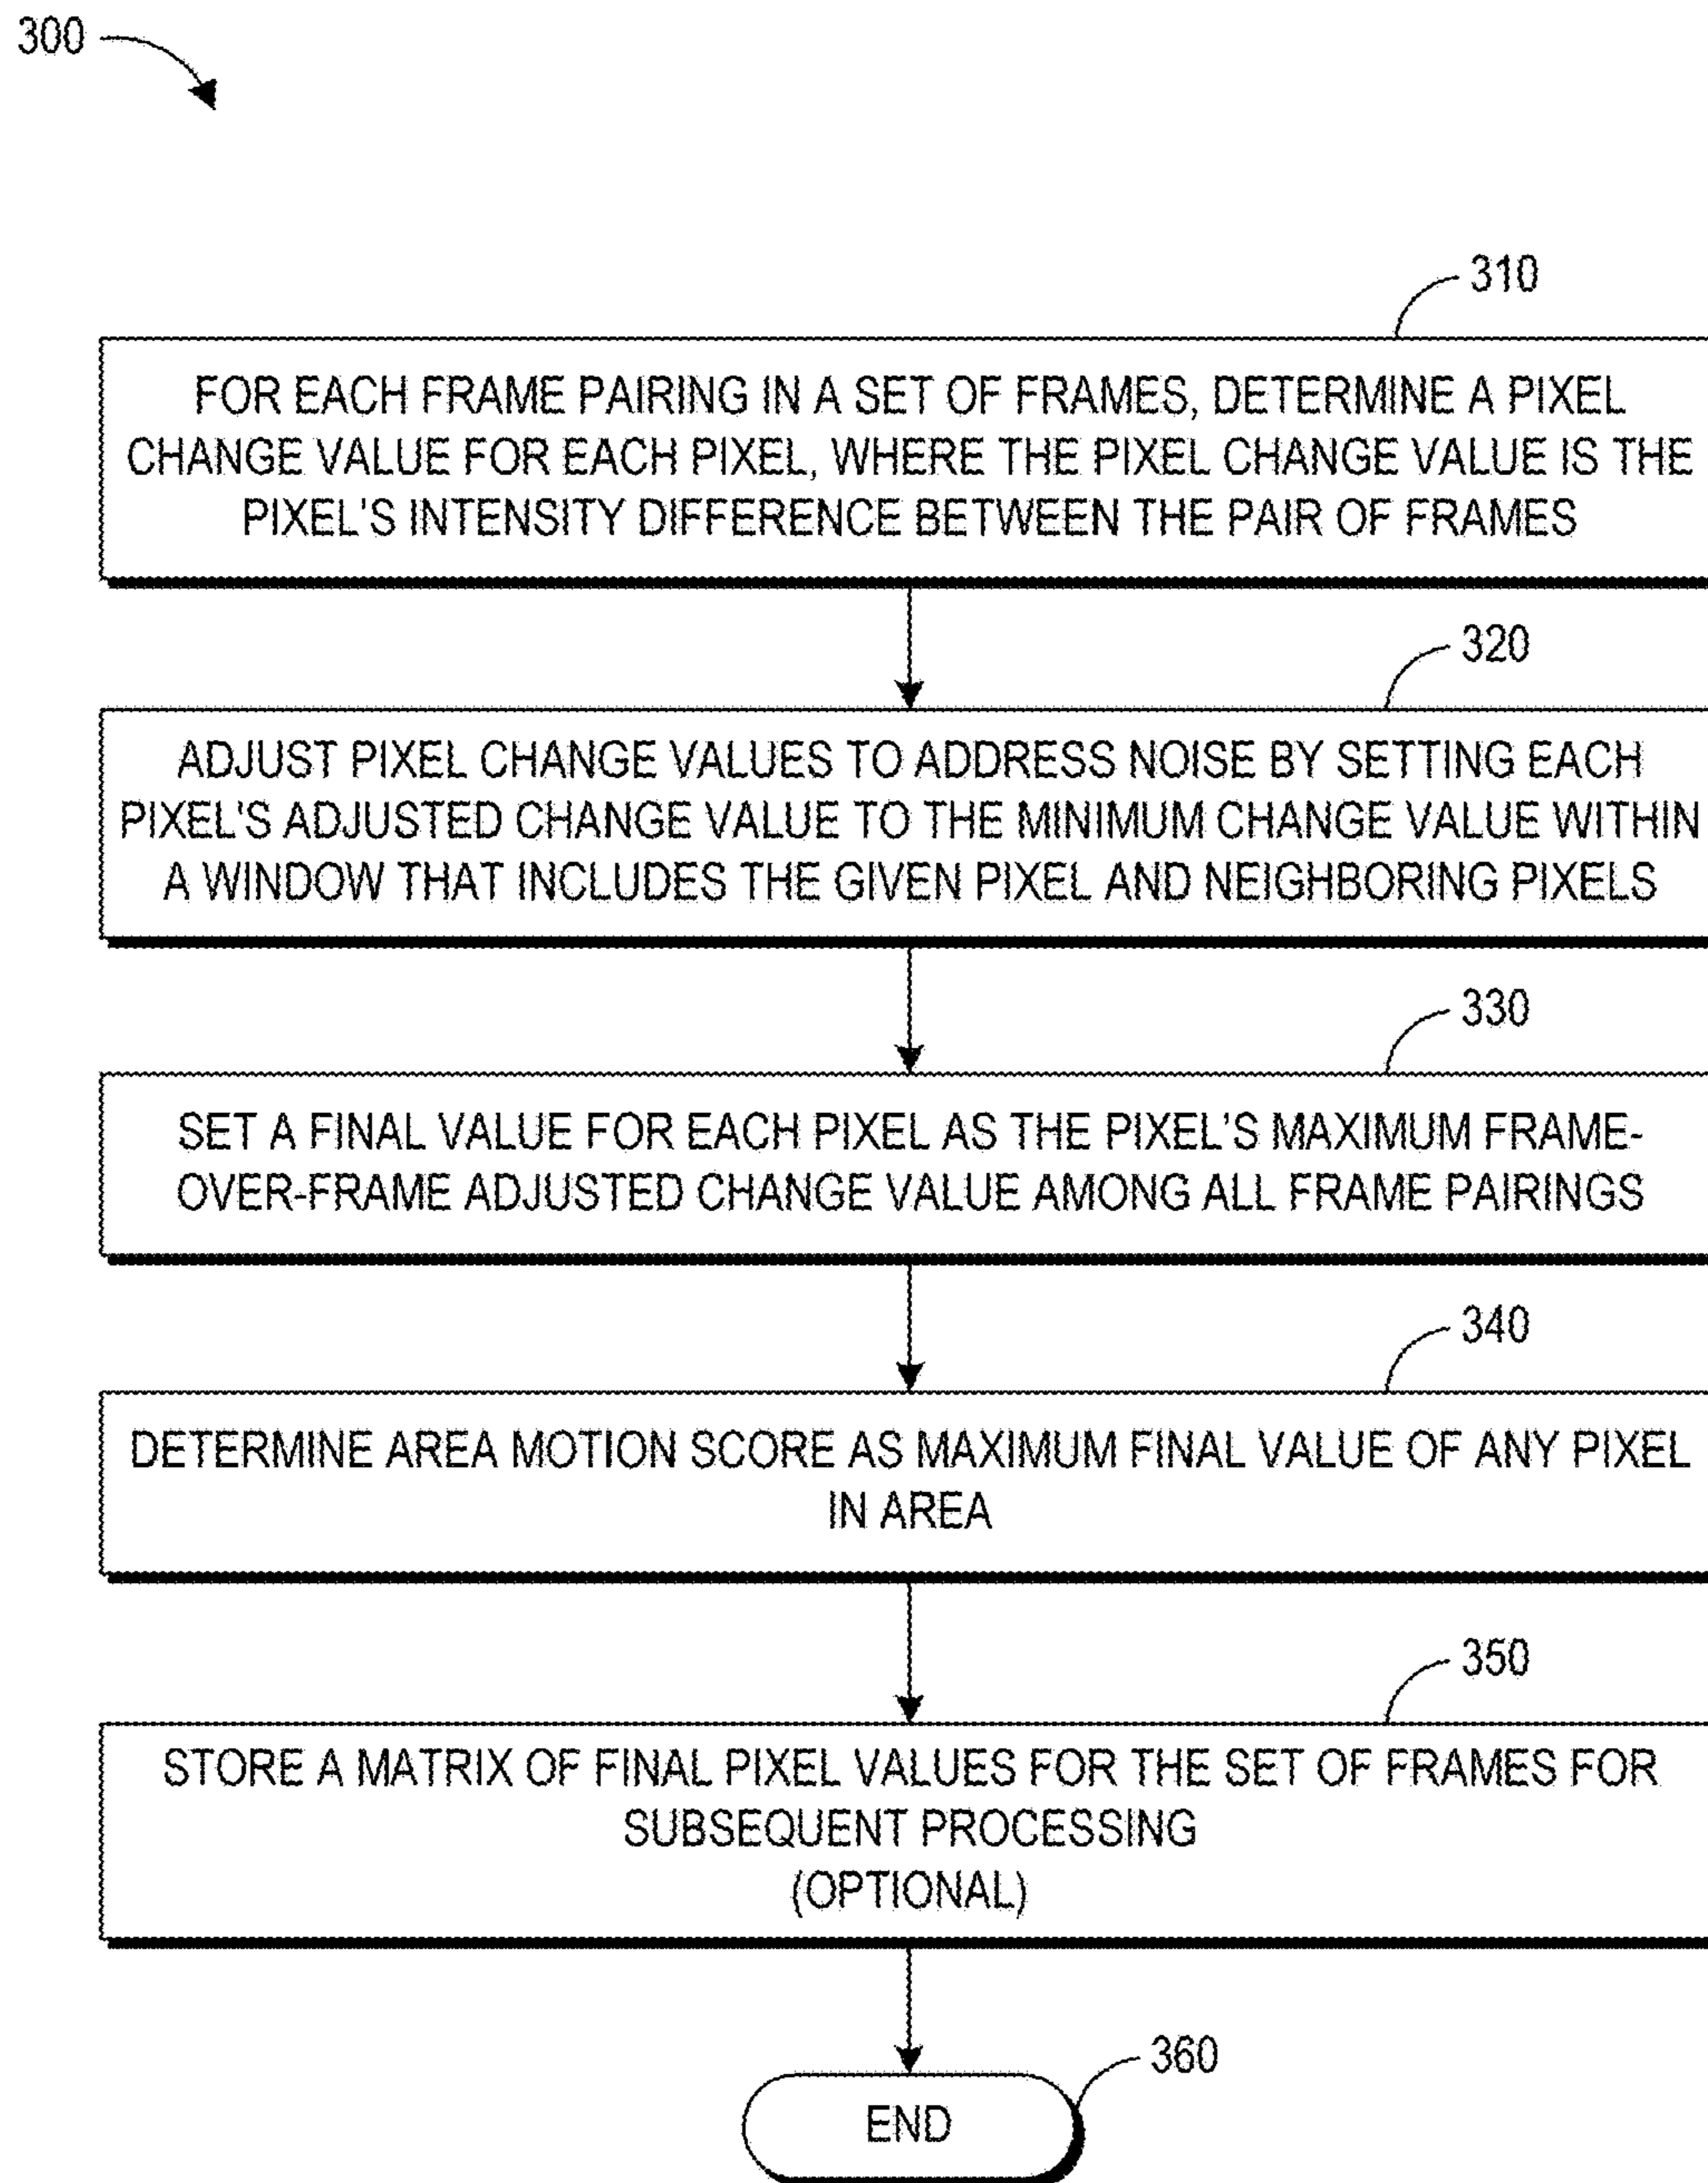 300
310
FOR EACH FRAME PAIRING IN A SET OF FRAMES, DETERMINE A PIXEL
CHANGE VALUE FOR EACH PIXEL, WHERE THE PIXEL CHANGE VALUE IS THE
PIXEL'S INTENSITY DIFFERENCE BETWEEN THE PAIR OF FRAMES
320
ADJUST PIXEL CHANGE VALUES TO ADDRESS NOISE BY SETTING EACH
PIXEL'S ADJUSTED CHANGE VALUE TO THE MINIMUM CHANGE VALUE WITHIN
A WINDOW THAT INCLUDES THE GIVEN PIXEL AND NEIGHBORING PIXELS
330
SET A FINAL VALUE FOR EACH PIXEL AS THE PIXEL'S MAXIMUM FRAME-
OVER-FRAME ADJUSTED CHANGE VALUE AMONG ALL FRAME PAIRINGS
340
DETERMINE AREA MOTION SCORE AS MAXIMUM FINAL VALUE OF ANY PIXEL
IN AREA
350
STORE A MATRIX OF FINAL PIXEL VALUES FOR THE SET OF FRAMES FOR
SUBSEQUENT PROCESSING
(OPTIONAL)
360
END